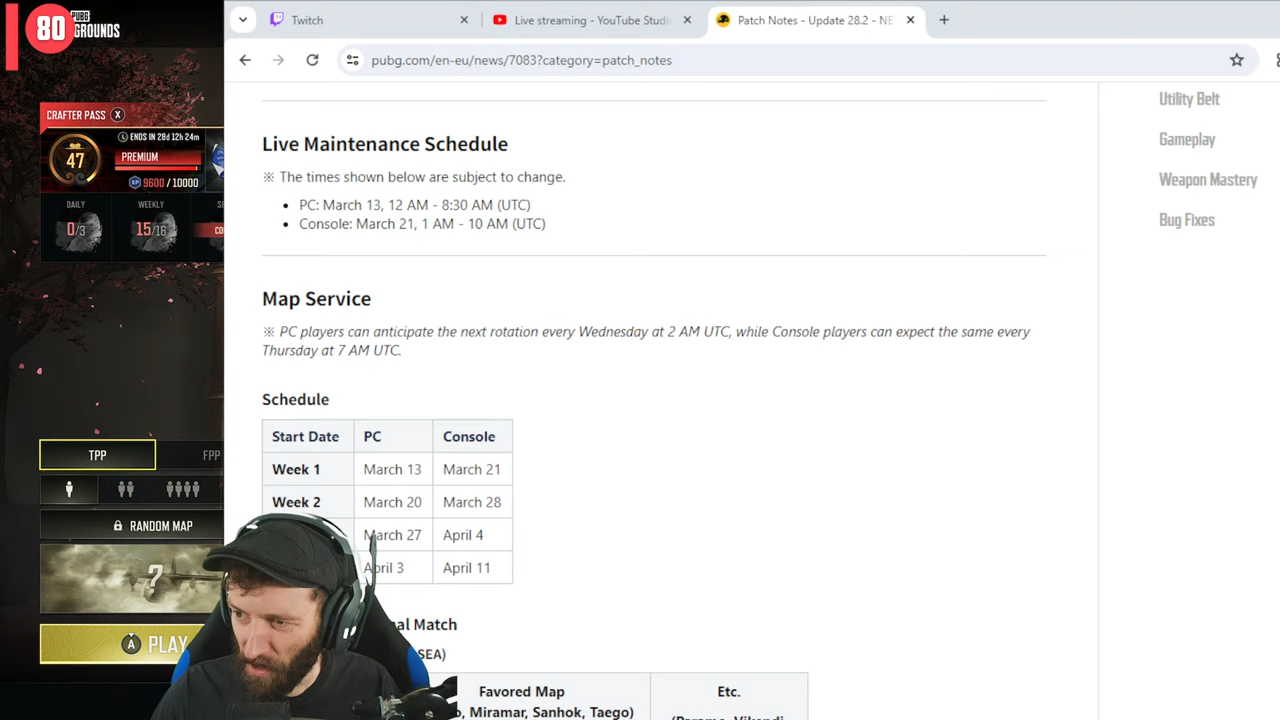 80
PUBG
GROUNDS
Twitch
Live streaming - YouTube Studi
Patch Notes - Update 28.2 - NE
pubg.com/en-eu/news/7083?category=patch_notes
CRAFTER PASS X
ENDS IN 28d 12h 24m
47
PREMIUM
XP 9600 / 10000
DAILY
WEEKLY
0/3
15/16
TPP
FPP
RANDOM MAP
?
A PLAY
Live Maintenance Schedule
※ The times shown below are subject to change.
• PC: March 13, 12 AM - 8:30 AM (UTC)
• Console: March 21, 1 AM - 10 AM (UTC)
Map Service
※ PC players can anticipate the next rotation every Wednesday at 2 AM UTC, while Console players can expect the same every
Thursday at 7 AM UTC.
Schedule
Start Date PC Console
Week 1 March 13 March 21
Week 2 March 20 March 28
March 27 April 4
April 3 April 11
al Match
SEA)
Favored Map
o, Miramar, Sanhok, Taego)
Etc.
(Paramo, Vikendi
Utility Belt
Gameplay
Weapon Mastery
Bug Fixes